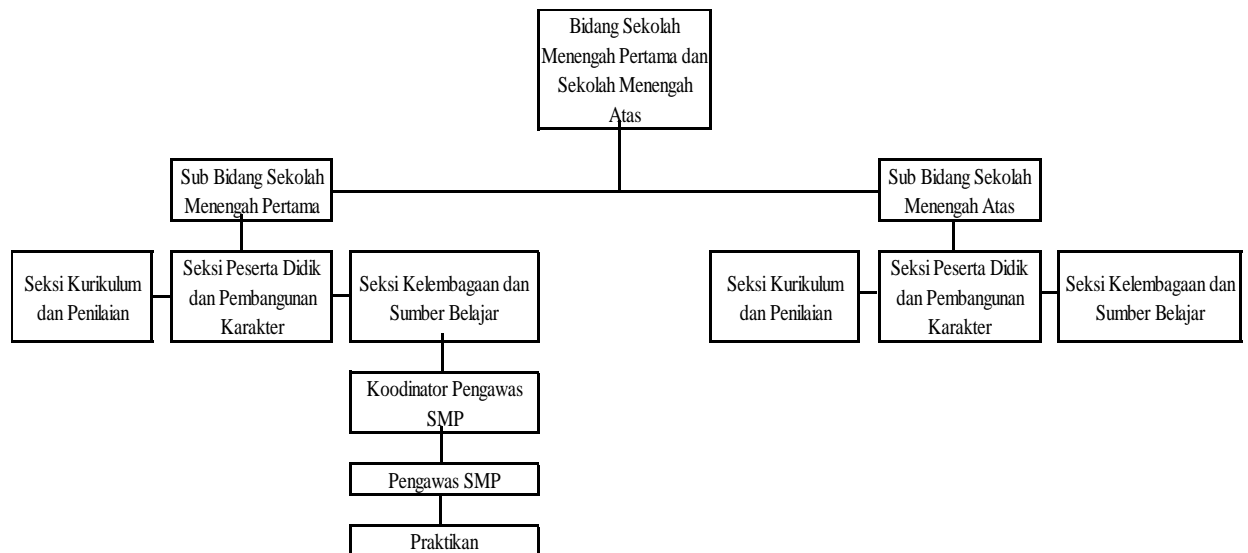 Bidang Sekolah
Menengah Pertama dan
Sekolah Menengah
Atas
Sub Bidang Sekolah
Menengah Pertama
Sub Bidang Sekolah
Menengah Atas
Seksi Kurikulum
dan Penilaian
Seksi Peserta Didik
dan Pembangunan
Karakter
Seksi Kelembagaan dan
Sumber Belajar
Seksi Kurikulum
dan Penilaian
Seksi Peserta Didik
dan Pembangunan
Karakter
Seksi Kelembagaan dan
Sumber Belajar
Koodinator Pengawas
SMP
Pengawas SMP
Praktikan